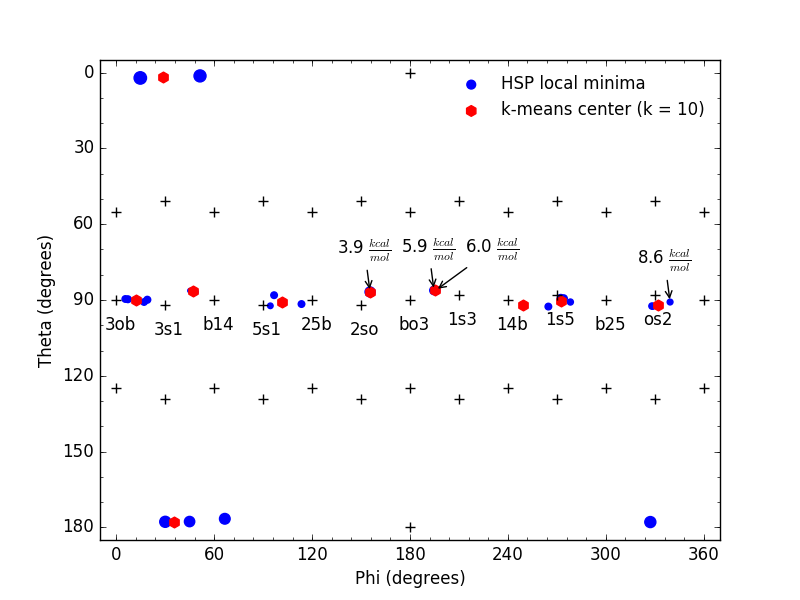 HSP local minima
k-means center (k = 10)
Theta (degrees)
0
30
60
90
120
150
180
3.9 kcal/mol
5.9 kcal/mol
6.0 kcal/mol
8.6 kcal/mol
3ob
3s1
b14
5s1
25b
2so
bo3
1s3
14b
1s5
b25
os2
0
60
120
180
240
300
360
Phi (degrees)